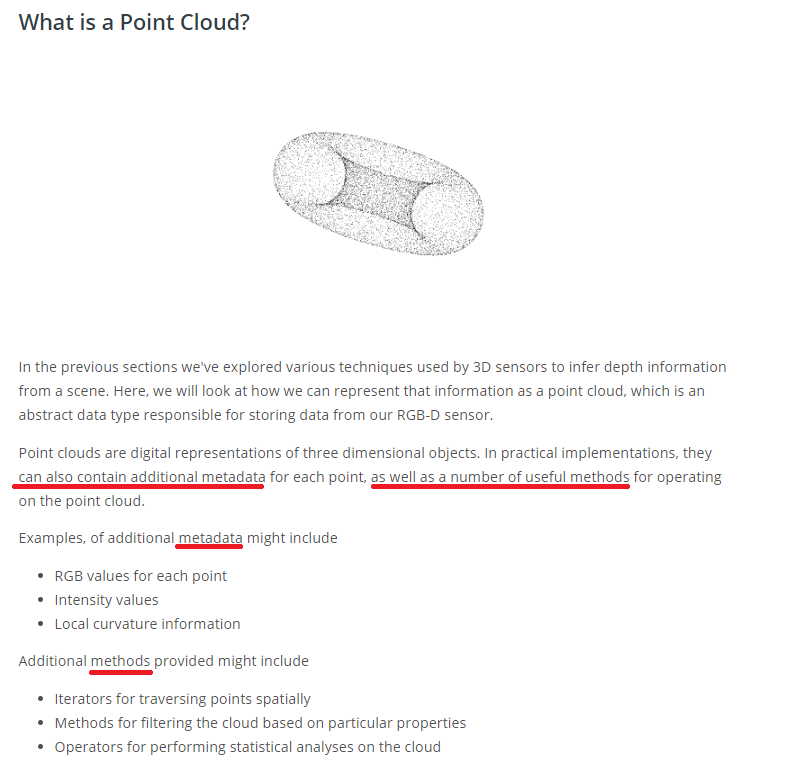 What is a Point Cloud?
In the previous sections we've explored various techniques used by 3D sensors to infer depth information
from a scene. Here, we will look at how we can represent that information as a point cloud, which is an
abstract data type responsible for storing data from our RGB-D sensor.
Point clouds are digital representations of three dimensional objects. In practical implementations, they
can also contain additional metadata for each point, as well as a number of useful methods for operating
on the point cloud.
Examples, of additional metadata might include
• RGB values for each point
• Intensity values
• Local curvature information
Additional methods provided might include
• Iterators for traversing points spatially
• Methods for filtering the cloud based on particular properties
• Operators for performing statistical analyses on the cloud